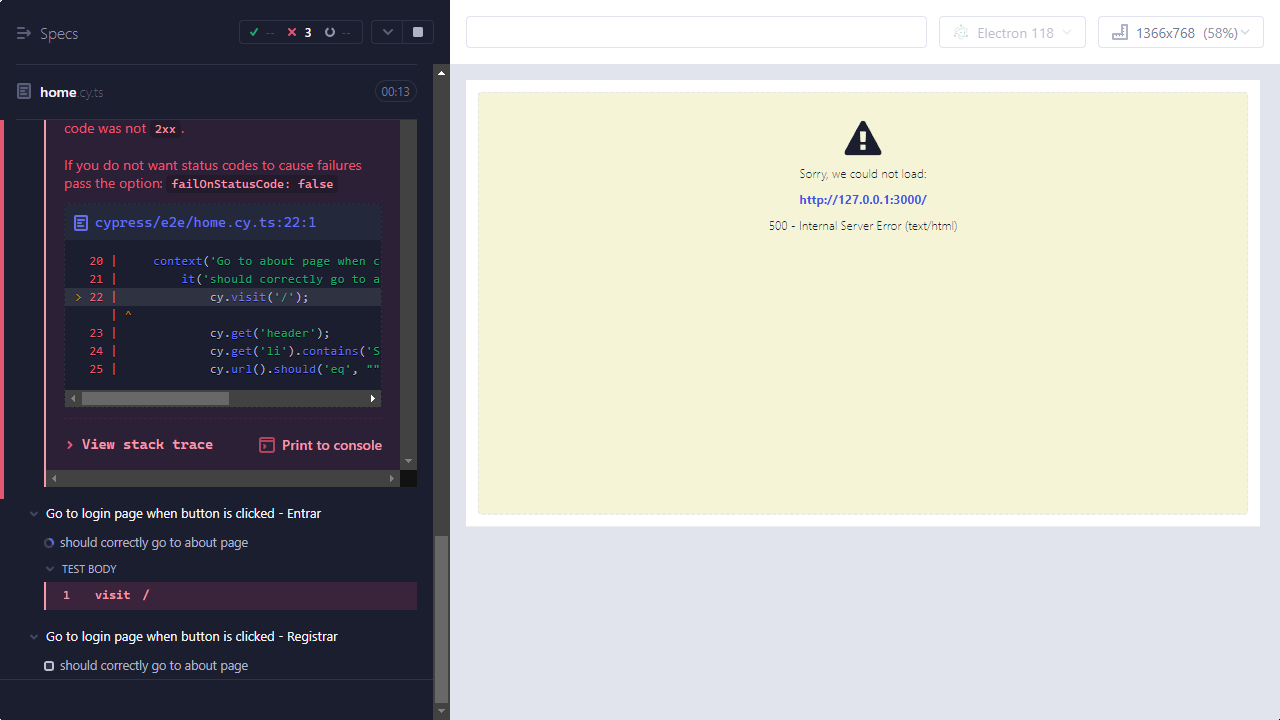 Specs
-- 3 --
home.cy.ts 00:13
code was not 2xx.
If you do not want status codes to cause failures
pass the option: failOnStatusCode: false
cypress/e2e/home.cy.ts:22:1
20 | context('Go to about page when c
21 | it('should correctly go to a
> 22 | cy.visit('/');
| ^
23 | cy.get('header');
24 | cy.get('li').contains('S
25 | cy.url().should('eq', ""
> View stack trace Print to console
Go to login page when button is clicked - Entrar
should correctly go to about page
TEST BODY
1 visit /
Go to login page when button is clicked - Registrar
should correctly go to about page
Electron 118
1366x768 (58%)
Sorry, we could not load:
http://127.0.0.1:3000/
500 - Internal Server Error (text/html)